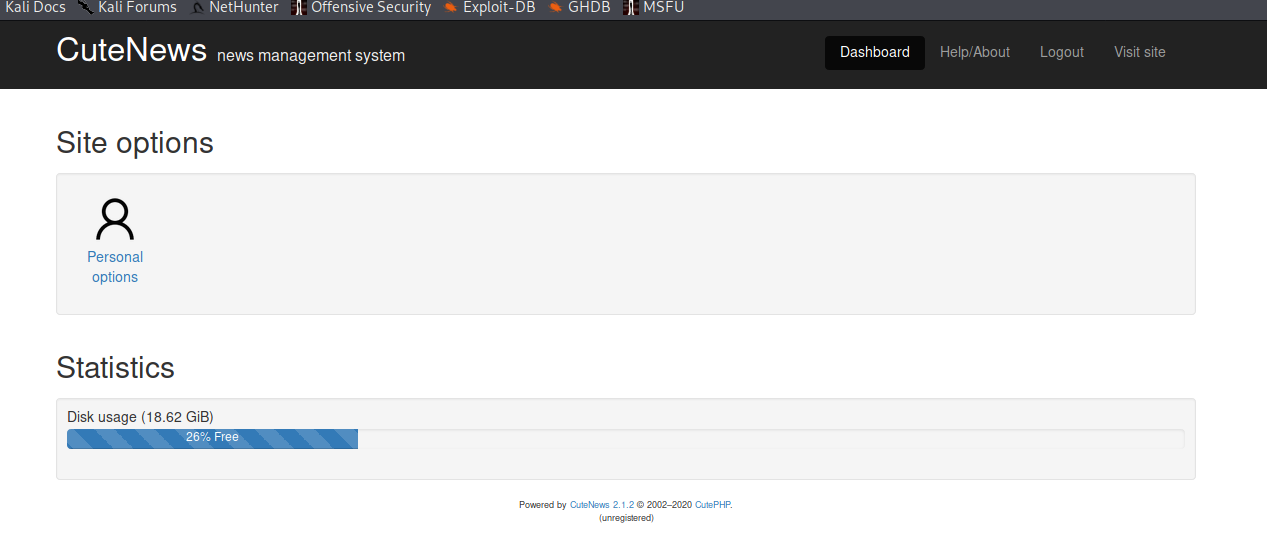 Kali Docs Kali Forums NetHunter Offensive Security Exploit-DB GHDB MSFU
CuteNews news management system Dashboard Help/About Logout Visit site
Site options
Personal
options
Statistics
Disk usage (18.62 GiB)
26% Free
Powered by CuteNews 2.1.2 © 2002–2020 CutePHP.
(unregistered)